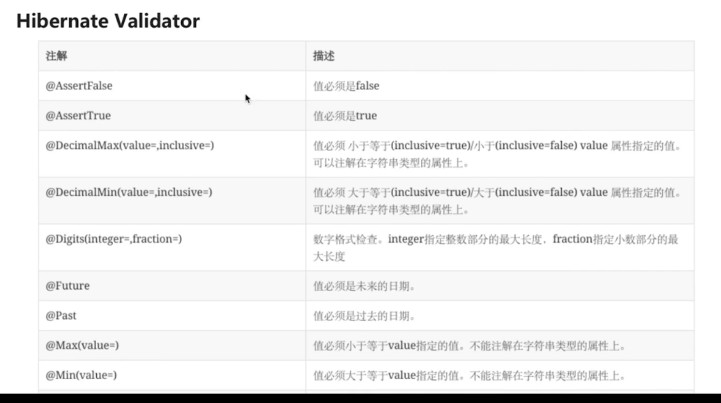 Hibernate Validator
注解 描述
@AssertFalse 值必须是false
@AssertTrue 值必须是true
@DecimalMax(value=,inclusive=) 值必须 小于等于(inclusive=true)/小于(inclusive=false) value 属性指定的值。
可以注解在字符串类型的属性上。
@DecimalMin(value=,inclusive=) 值必须 大于等于(inclusive=true)/大于(inclusive=false) value 属性指定的值。
可以注解在字符串类型的属性上。
@Digits(integer=,fraction=) 数字格式检查。integer指定整数部分的最大长度，fraction指定小数部分的最
大长度
@Future 值必须是未来的日期。
@Past 值必须是过去的日期。
@Max(value=) 值必须小于等于value指定的值。不能注解在字符串类型的属性上。
@Min(value=) 值必须大于等于value指定的值。不能注解在字符串类型的属性上。